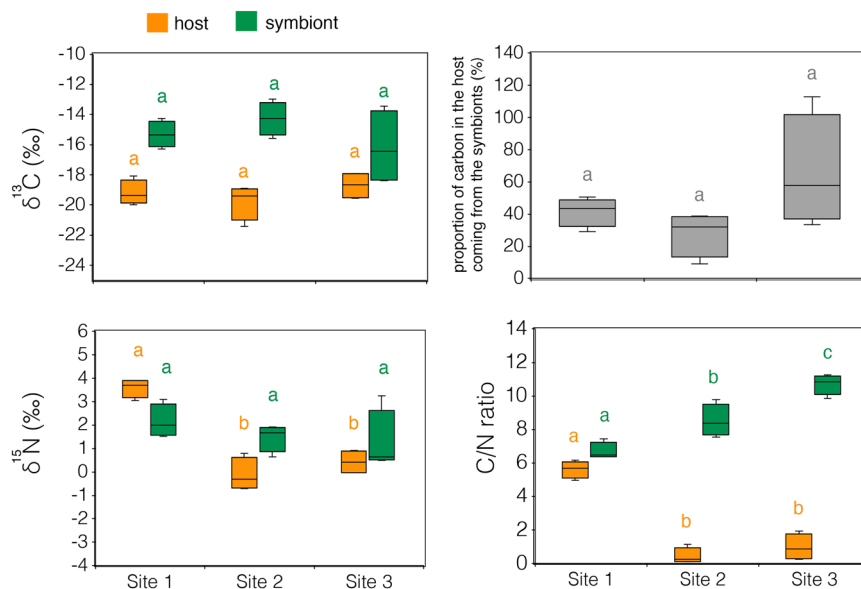 host symbiont
-10
-12
-14
-16
-18
-20
-22
-24
δ¹³C (‰)
a a a a a a
140
120
100
80
60
40
20
0
proportion of carbon in the host
coming from the symbionts (%)
a a a
6
5
4
3
2
1
0
-1
-2
-3
-4
δ¹⁵N (‰)
a a b a b a
Site 1 Site 2 Site 3
14
12
10
8
6
4
2
0
C/N ratio
a a b b b c
Site 1 Site 2 Site 3